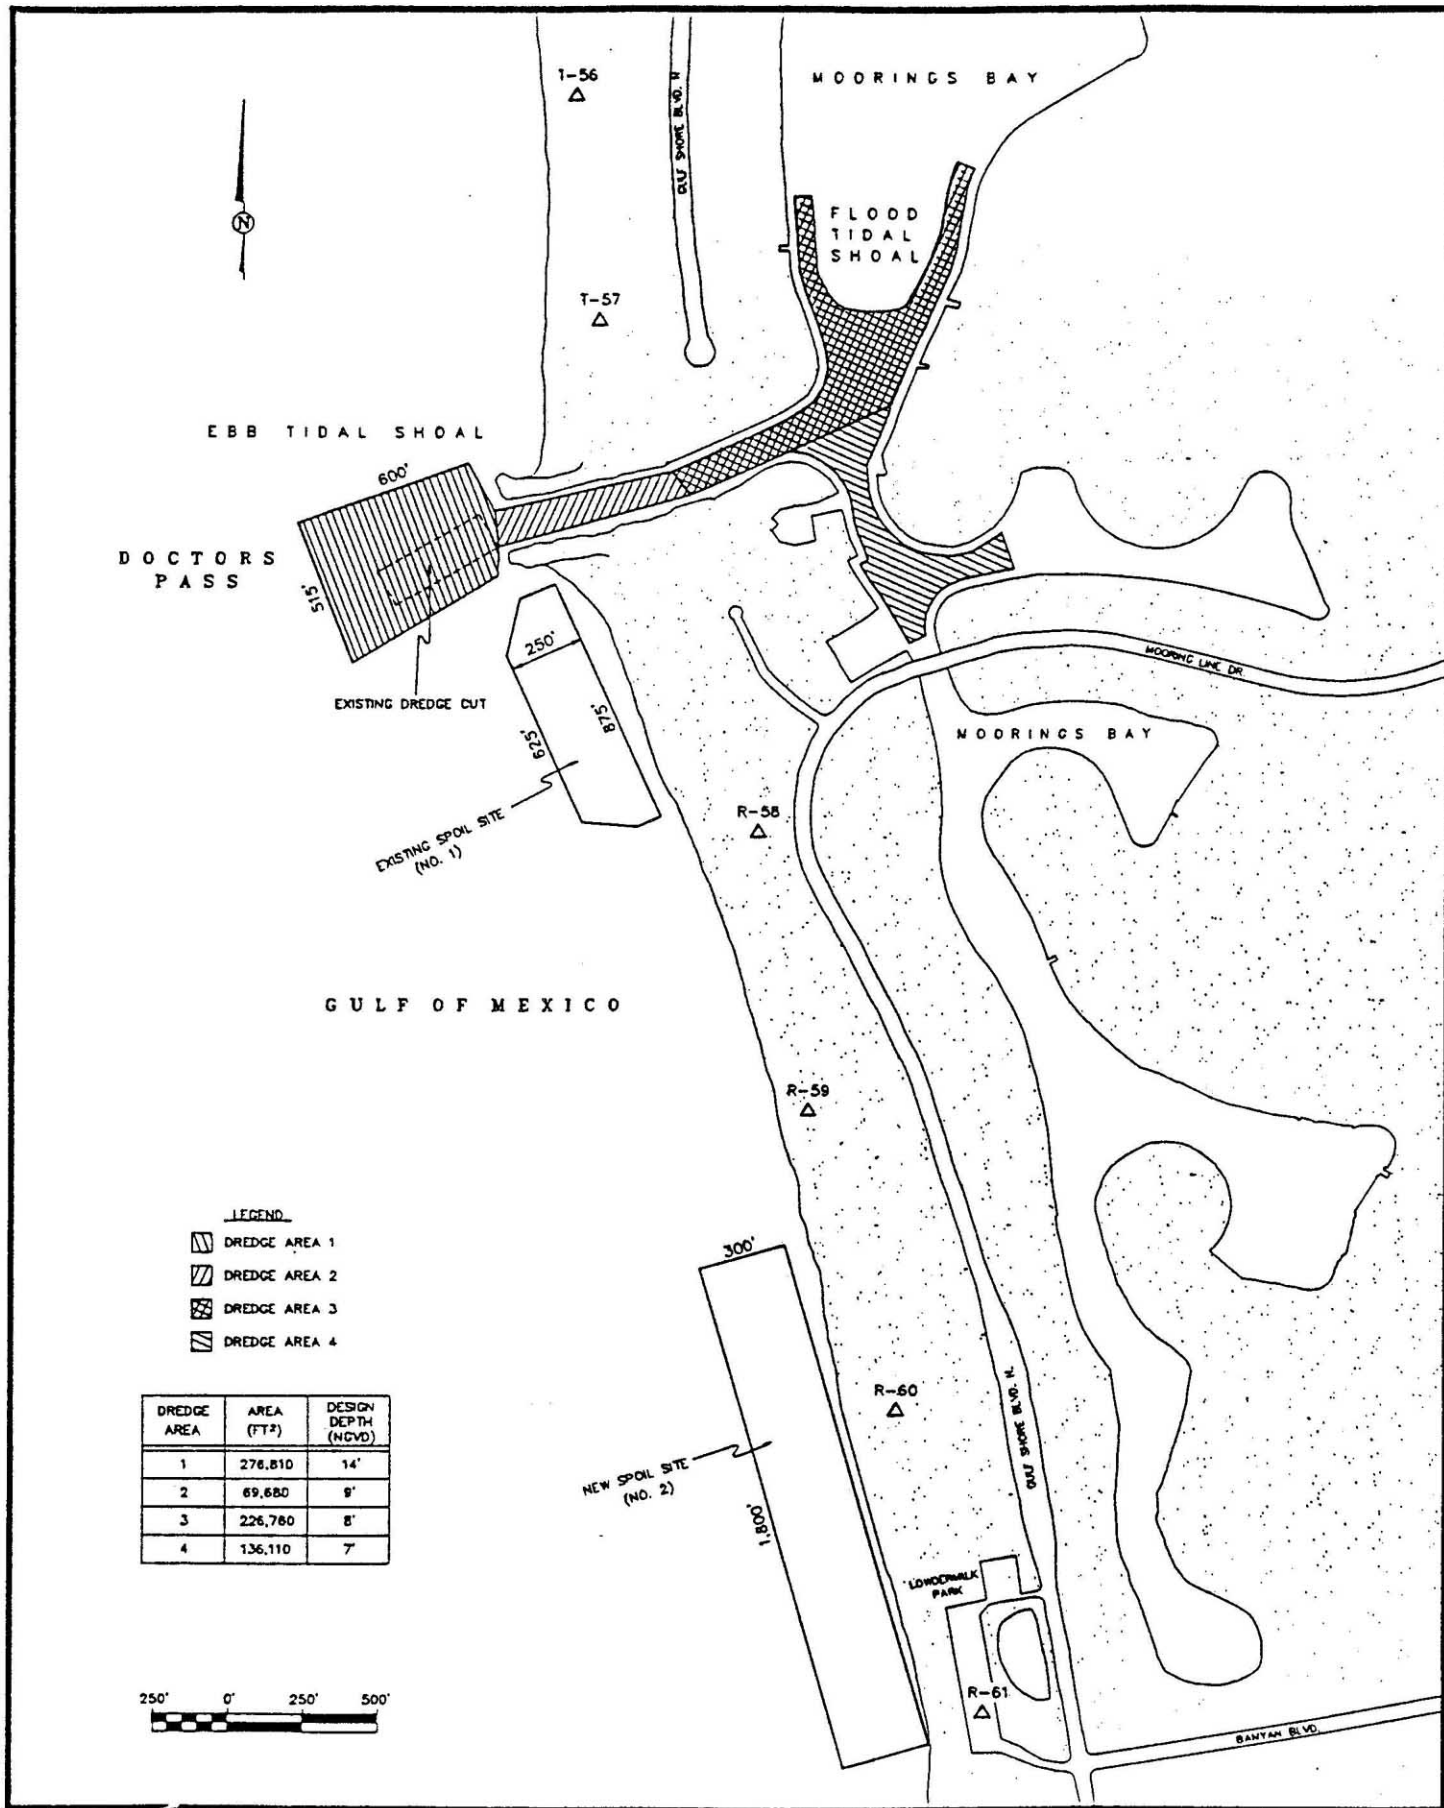 T-56
MOORINGS BAY
GULF SHORE BLVD. N
N
FLOOD
TIDAL
SHOAL
T-57
EBB TIDAL SHOAL
600'
DOCTORS
PASS
515'
250'
EXISTING DREDGE CUT
625'
875'
MOORING LINE DR.
MOORINGS BAY
R-58
EXISTING SPOIL SITE
(NO. 1)
GULF OF MEXICO
R-59
LEGEND
DREDGE AREA 1
DREDGE AREA 2
DREDGE AREA 3
DREDGE AREA 4
300'
R-60
GULF SHORE BLVD. N.
DREDGE
AREA
AREA
(FT²)
DESIGN
DEPTH
(NGVD)
1 276,810 14'
2 69,680 9'
3 226,780 8'
4 136,110 7'
NEW SPOIL SITE
(NO. 2)
1,800'
LOWDERMILK
PARK
R-61
250' 0' 250' 500'
BANYAN BLVD.